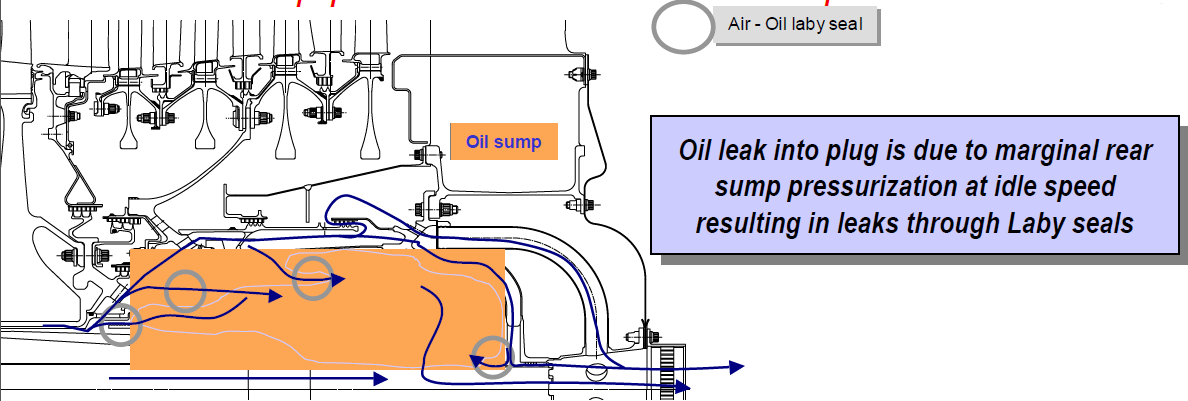 Air - Oil laby seal
Oil sump
Oil leak into plug is due to marginal rear
sump pressurization at idle speed
resulting in leaks through Laby seals